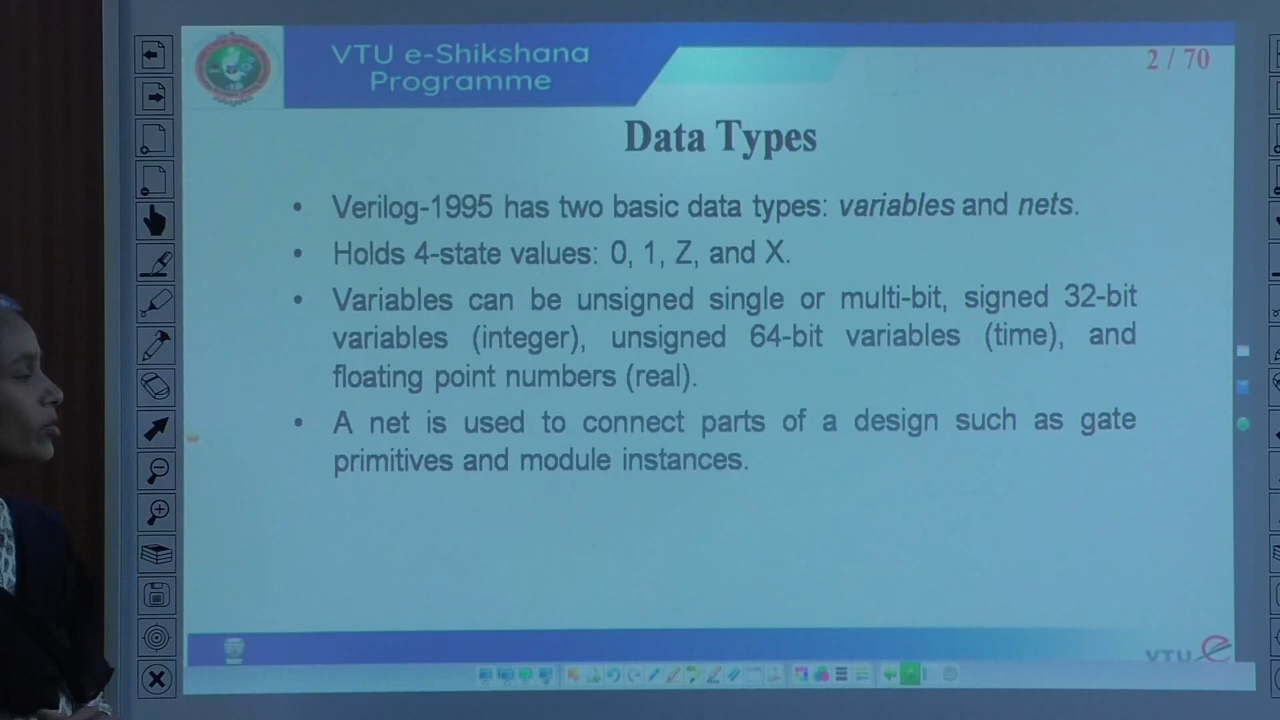 VTU e-Shikshana
Programme
2 / 70
Data Types
• Verilog-1995 has two basic data types: variables and nets.
• Holds 4-state values: 0, 1, Z, and X.
• Variables can be unsigned single or multi-bit, signed 32-bit
variables (integer), unsigned 64-bit variables (time), and
floating point numbers (real).
• A net is used to connect parts of a design such as gate
primitives and module instances.
VTU e